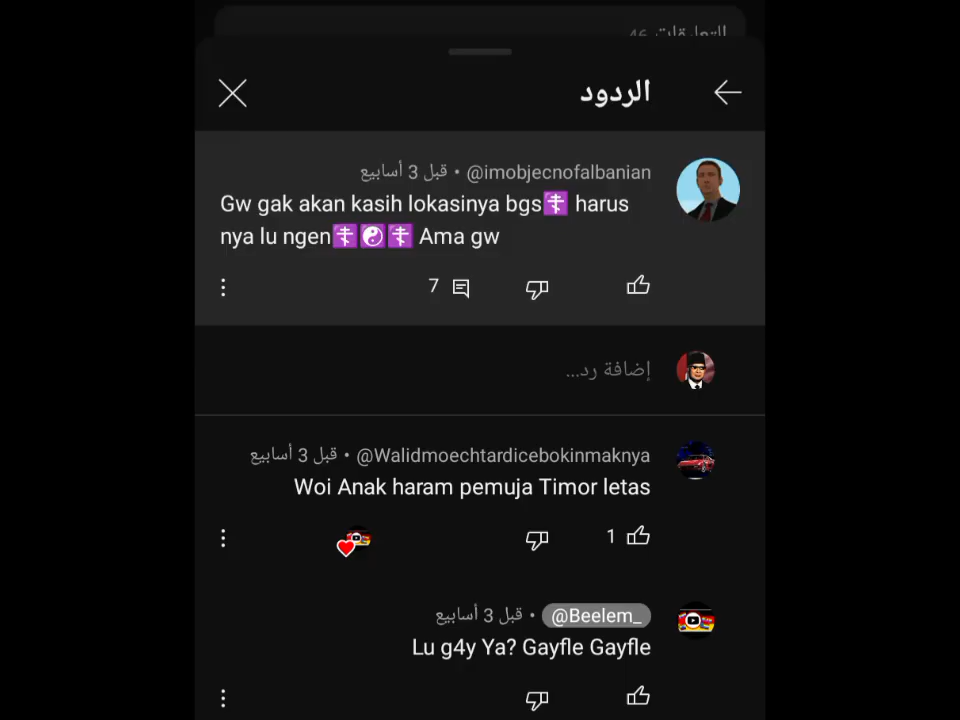 التعليقات 46
الردود
@imobjecnofalbanian • قبل 3 أسابيع
Gw gak akan kasih lokasinya bgs☦️ harus
nya lu ngen☦️☯️☦️ Ama gw
7
إضافة رد...
@Walidmoechtardicebokinmaknya • قبل 3 أسابيع
Woi Anak haram pemuja Timor letas
1
@Beelem_ • قبل 3 أسابيع
Lu g4y Ya? Gayfle Gayfle